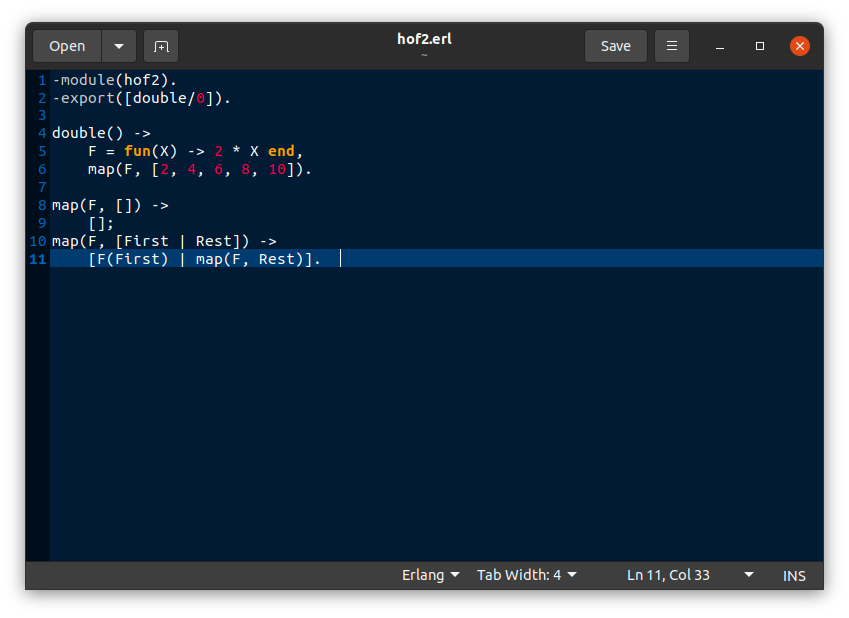 Open
hof2.erl
~
Save
1 -module(hof2).
2 -export([double/0]).
3
4 double() ->
5     F = fun(X) -> 2 * X end,
6     map(F, [2, 4, 6, 8, 10]).
7
8 map(F, []) ->
9     [];
10 map(F, [First | Rest]) ->
11     [F(First) | map(F, Rest)].
Erlang Tab Width: 4 Ln 11, Col 33 INS